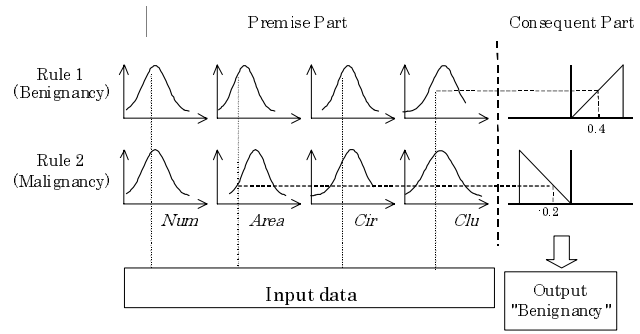 Premise Part
Consequent Part
Rule 1
(Benignancy)
0.4
Rule 2
(Malignancy)
-0.2
Num
Area
Cir
Clu
Input data
Output
"Benignancy"